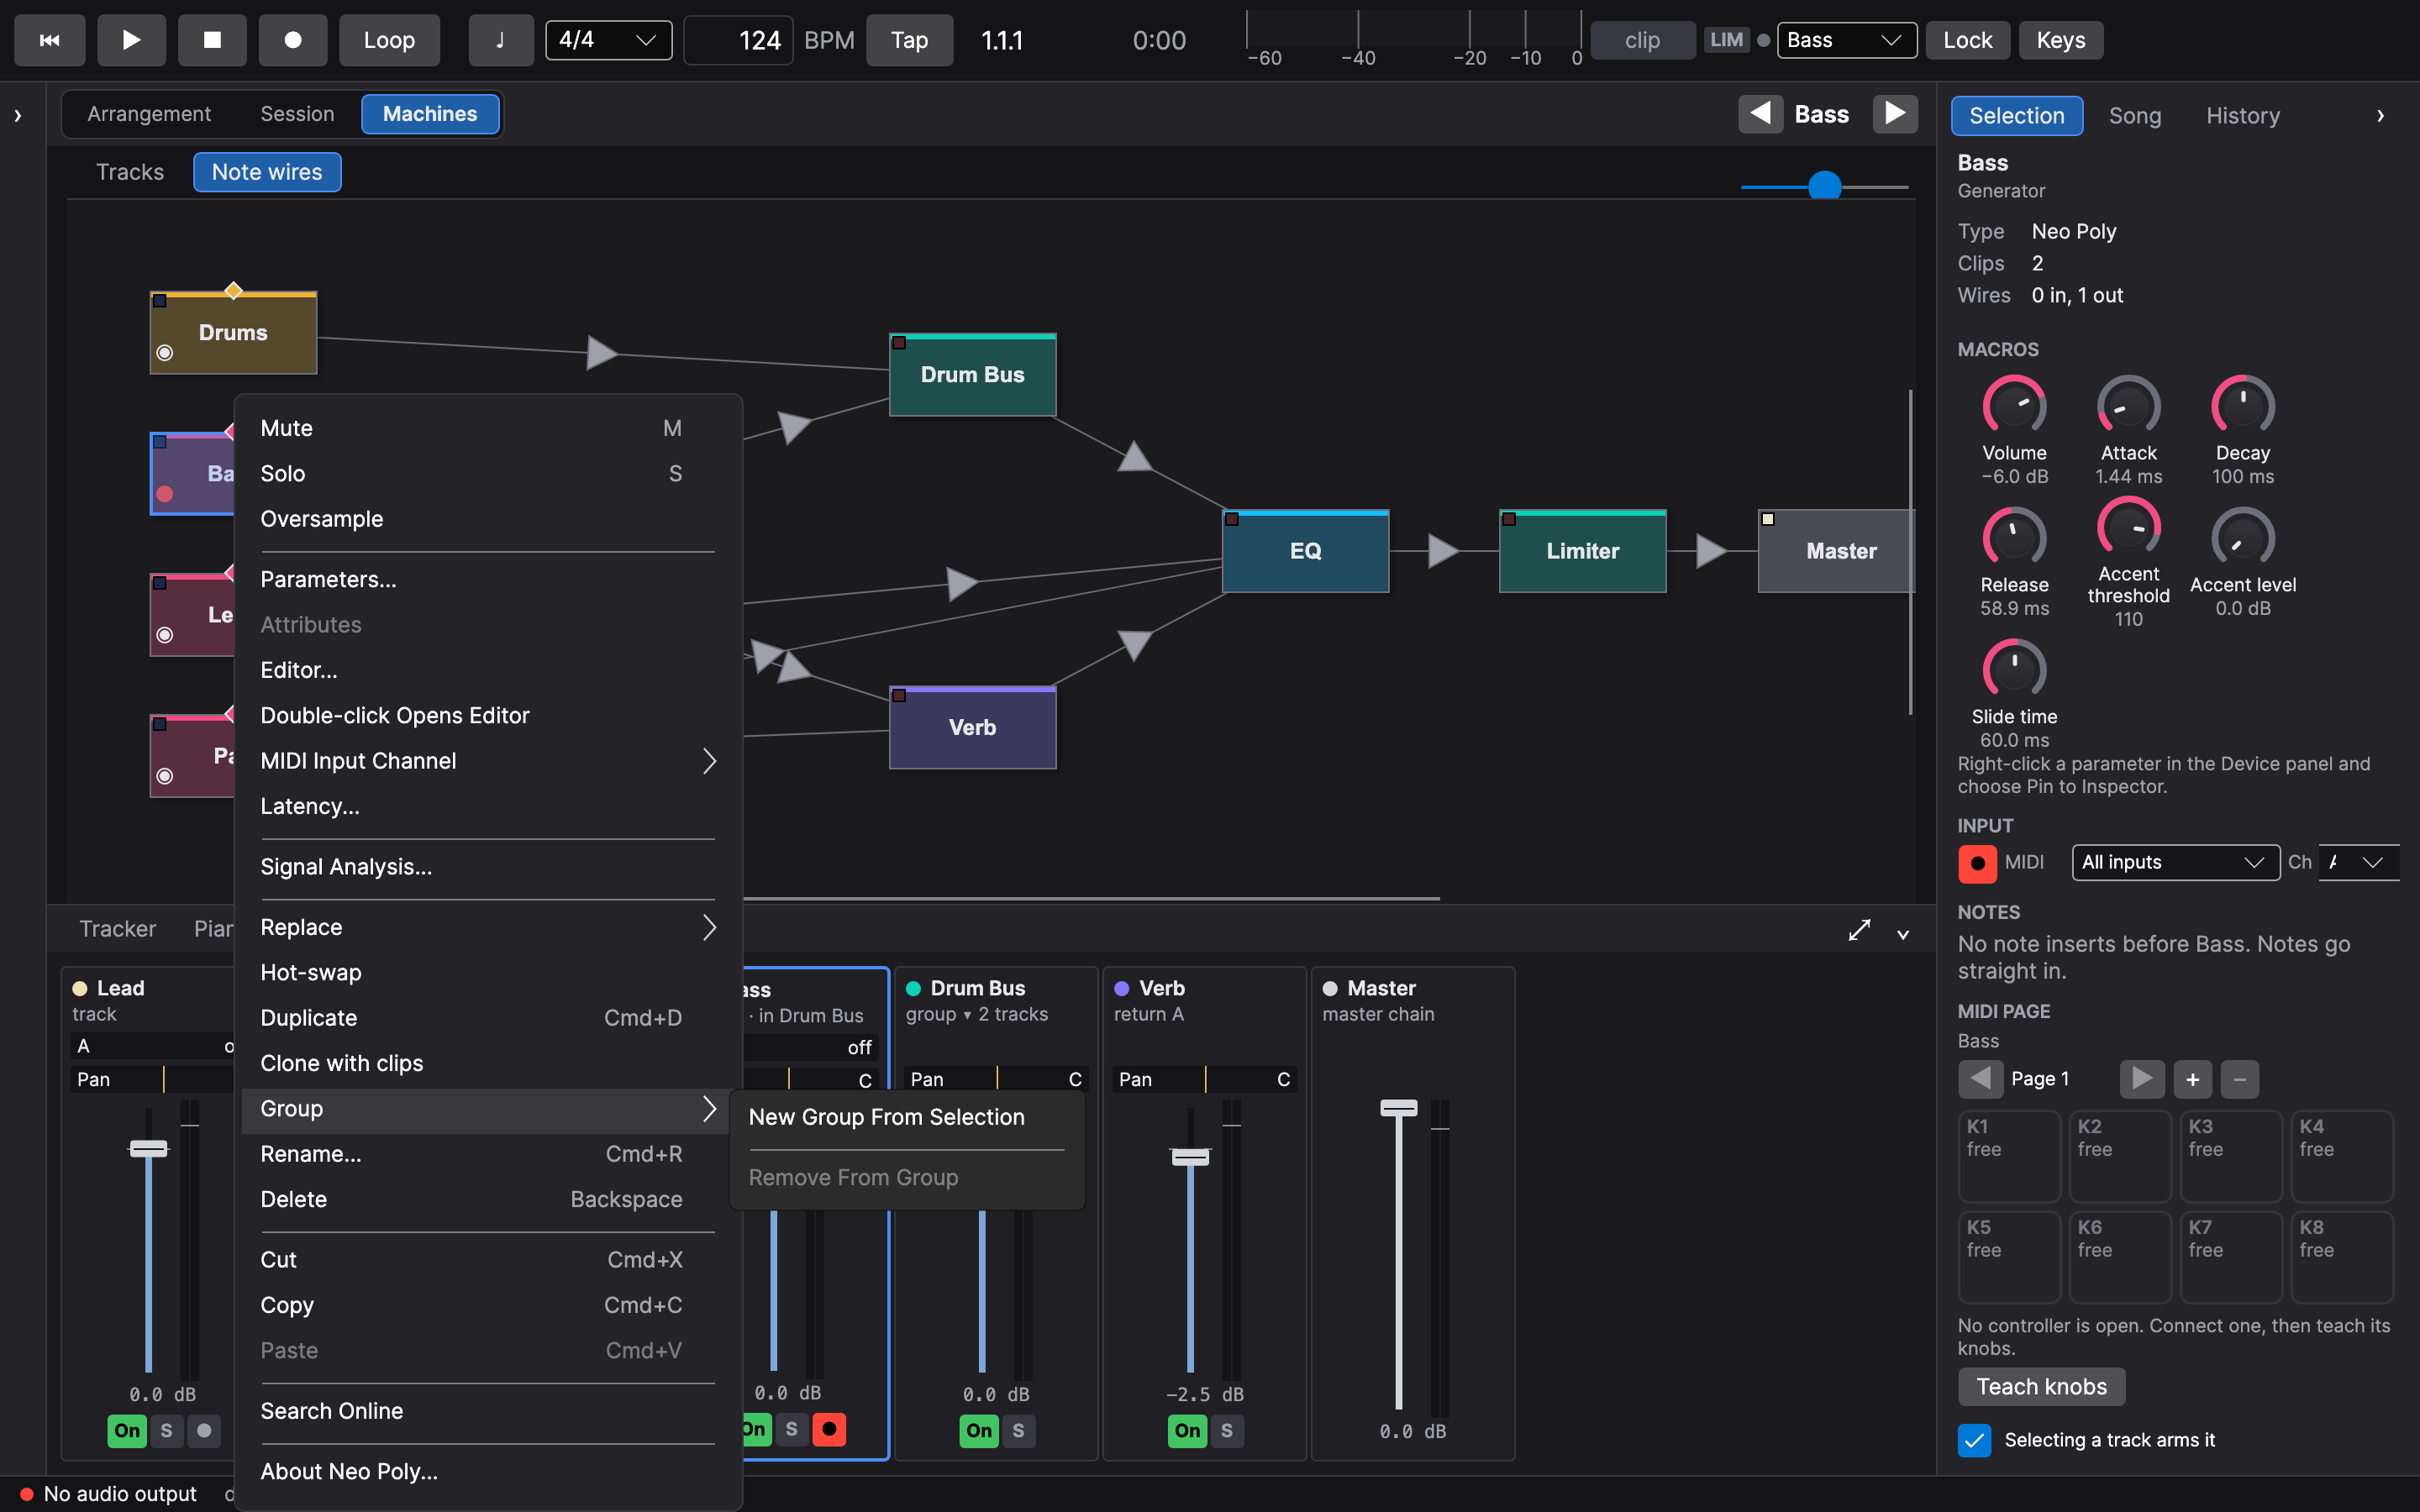 Loop
4/4
124 BPM
Tap
1.1.1
0:00
−60 −40 −20 −10 0
clip
LIM
Bass
Lock
Keys
Arrangement
Session
Machines
Bass
Tracks
Note wires
Drums
Drum Bus
EQ
Limiter
Master
Verb
Mute M
Solo S
Oversample
Parameters...
Attributes
Editor...
Double-click Opens Editor
MIDI Input Channel
Latency...
Signal Analysis...
Replace
Hot-swap
Duplicate Cmd+D
Clone with clips
Group
Rename... Cmd+R
Delete Backspace
Cut Cmd+X
Copy Cmd+C
Paste Cmd+V
Search Online
About Neo Poly...
New Group From Selection
Remove From Group
Tracker
Lead
track
A
Pan
0.0 dB
On S
· in Drum Bus
off
C
0.0 dB
S
Drum Bus
group ▾ 2 tracks
Pan C
0.0 dB
On S
Verb
return A
Pan C
−2.5 dB
On S
Master
master chain
0.0 dB
No audio output
Selection
Song
History
Bass
Generator
Type Neo Poly
Clips 2
Wires 0 in, 1 out
MACROS
Volume
−6.0 dB
Attack
1.44 ms
Decay
100 ms
Release
58.9 ms
Accent
threshold
110
Accent level
0.0 dB
Slide time
60.0 ms
Right-click a parameter in the Device panel and
choose Pin to Inspector.
INPUT
MIDI All inputs Ch
NOTES
No note inserts before Bass. Notes go
straight in.
MIDI PAGE
Bass
Page 1 + −
K1 free
K2 free
K3 free
K4 free
K5 free
K6 free
K7 free
K8 free
No controller is open. Connect one, then teach its
knobs.
Teach knobs
Selecting a track arms it